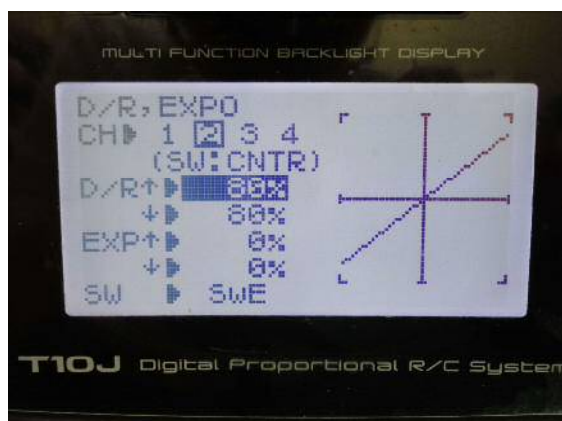 MULTI FUNCTION BACKLIGHT DISPLAY
D/R,EXPO
CH▶ 1 2 3 4
(SW:CNTR)
D/R↑▶ 80%
↓▶ 80%
EXP↑▶ 0%
↓▶ 0%
SW ▶ SwE
T10J Digital Proportional R/C System